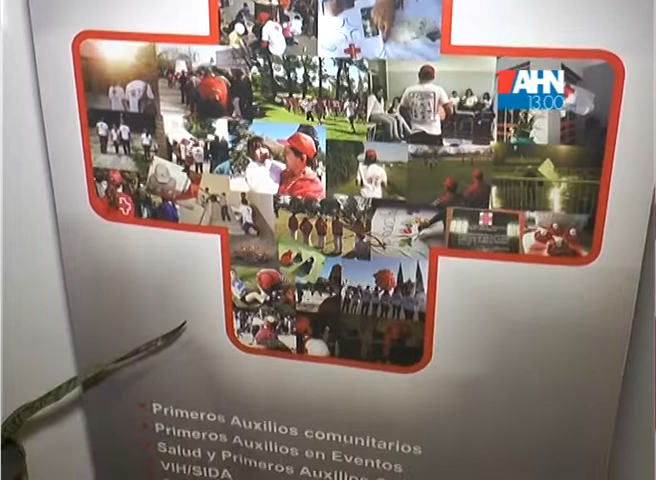 AHN
13:00
Primeros Auxilios comunitarios
Primeros Auxilios en Eventos
Salud y Primeros Auxilios
VIH/SIDA